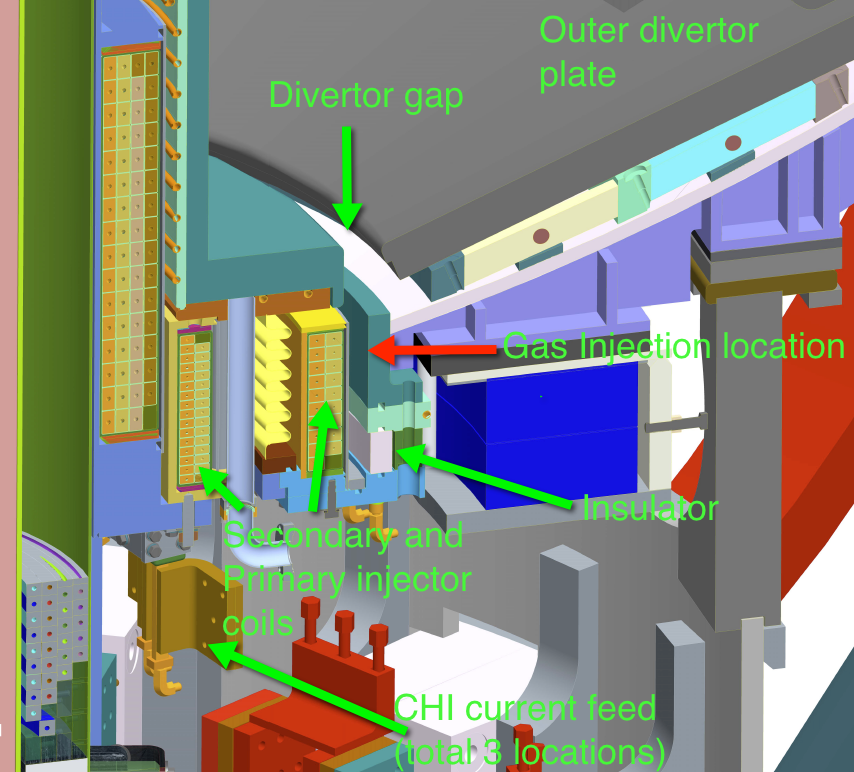 Outer divertor
plate
Divertor gap
Gas Injection location
Insulator
Secondary and
Primary injector
coils
CHI current feed
(total 3 locations)